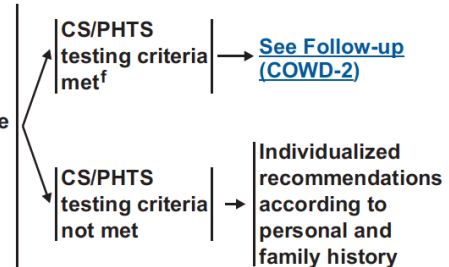 CS/PHTS
testing criteria
metf
See Follow-up
(COWD-2)
e
CS/PHTS
testing criteria
not met
Individualized
recommendations
according to
personal and
family history